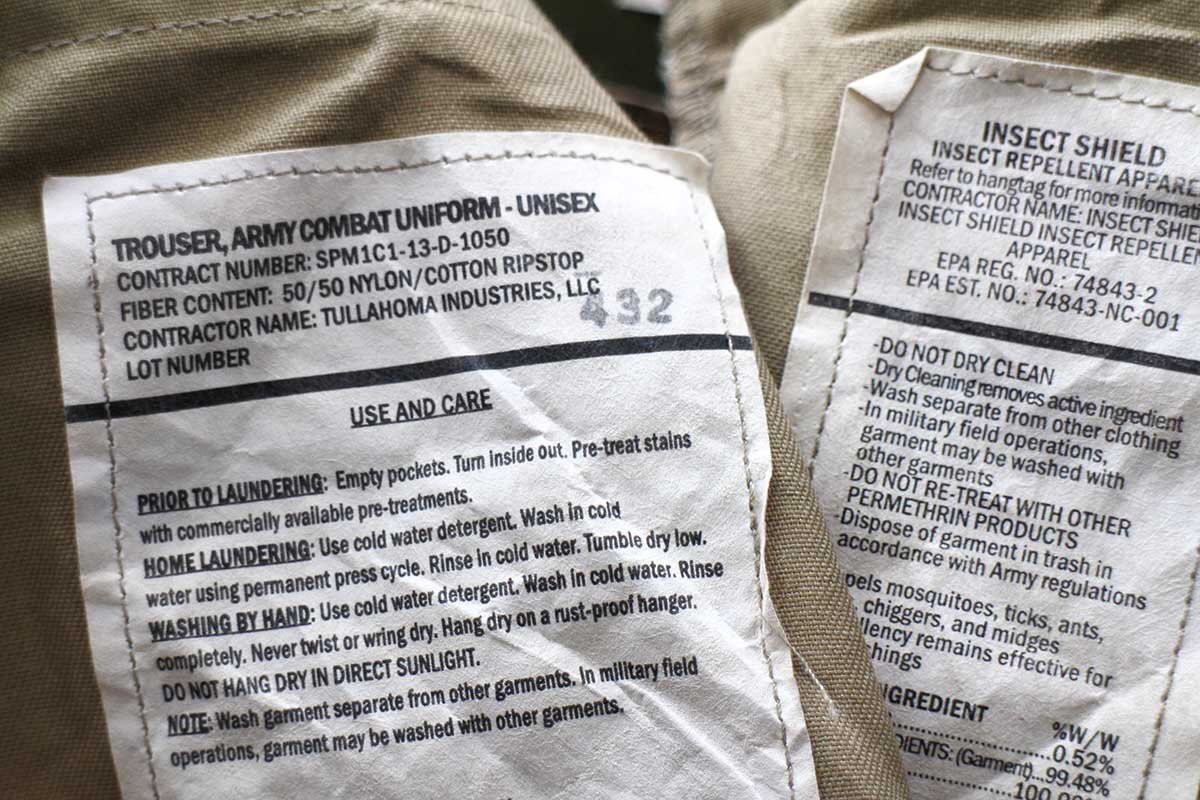 TROUSER, ARMY COMBAT UNIFORM - UNISEX
CONTRACT NUMBER: SPM1C1-13-D-1050
FIBER CONTENT: 50/50 NYLON/COTTON RIPSTOP
CONTRACTOR NAME: TULLAHOMA INDUSTRIES, LLC
432
LOT NUMBER
USE AND CARE
PRIOR TO LAUNDERING: Empty pockets. Turn inside out. Pre-treat stains
with commercially available pre-treatments.
HOME LAUNDERING: Use cold water detergent. Wash in cold
water using permanent press cycle. Rinse in cold water. Tumble dry low.
WASHING BY HAND: Use cold water detergent. Wash in cold water. Rinse
completely. Never twist or wring dry. Hang dry on a rust-proof hanger.
DO NOT HANG DRY IN DIRECT SUNLIGHT.
NOTE: Wash garment separate from other garments. In military field
operations, garment may be washed with other garments.
INSECT SHIELD
INSECT REPELLENT
Refer to hangtag for more
CONTRACTOR NAME: INSECT
INSECT SHIELD INSECT
APPAREL
EPA REG. NO.: 74843-2
EPA EST. NO.: 74843-NC-001
-DO NOT DRY CLEAN
-Dry Cleaning removes active ingredient
-Wash separate from other clothing
-In military field operations,
garment may be washed with
other garments
-DO NOT RE-TREAT WITH OTHER
PERMETHRIN PRODUCTS
-Dispose of garment in trash in
accordance with Army regulations
mosquitoes, ticks, ants,
chiggers, and midges
remains effective for
%W/W
0.52%
(Garment)...99.48%